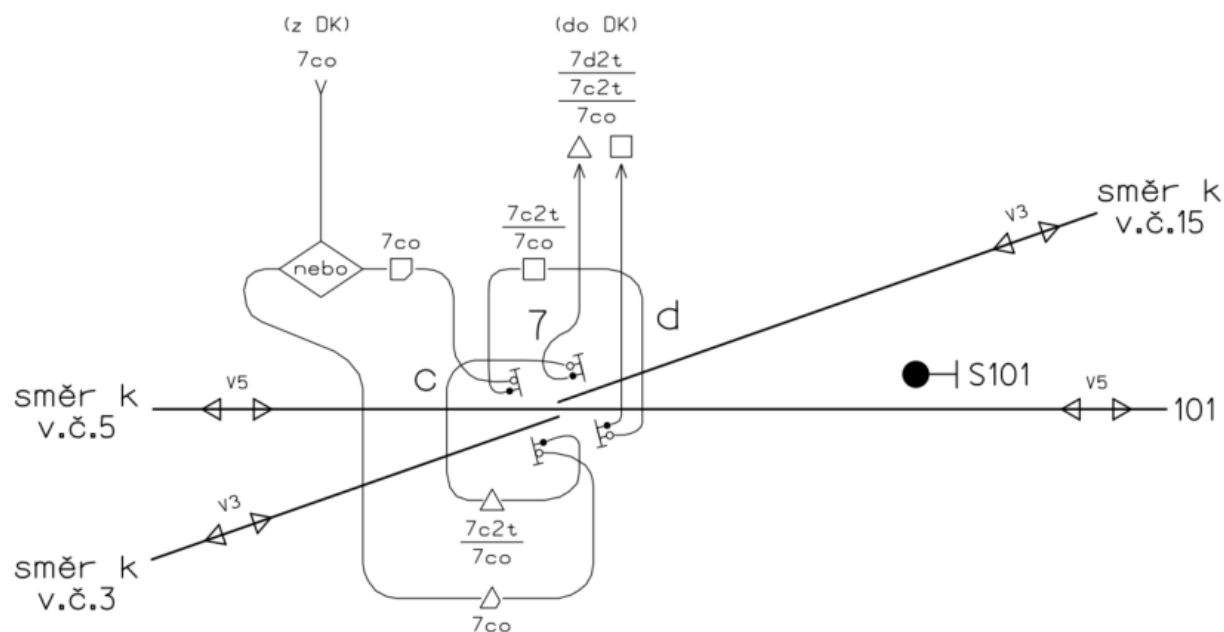 (z DK)
7co
(do DK)
7d2t
7c2t
7co
směr k
v.č.15
v3
7c2t
7co
7co
nebo
7
d
c
S101
v5
směr k
v.č.5
v5
101
v3
7c2t
7co
směr k
v.č.3
7co